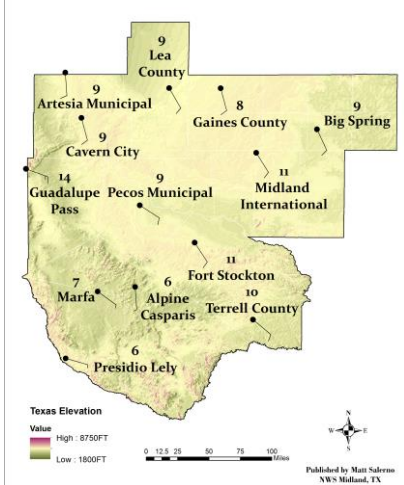 9
Lea
County
9
Artesia Municipal
8
Gaines County
9
Big Spring
9
Cavern City
14
Guadalupe
Pass
9
Pecos Municipal
11
Midland
International
11
Fort Stockton
7
Marfa
6
Alpine
Casparis
10
Terrell County
6
Presidio Lely
Texas Elevation
Value
High : 8750FT
Low : 1800FT
0 12.5 25 50 75 100
Miles
N
W E
S
Published by Matt Salerno
NWS Midland, TX